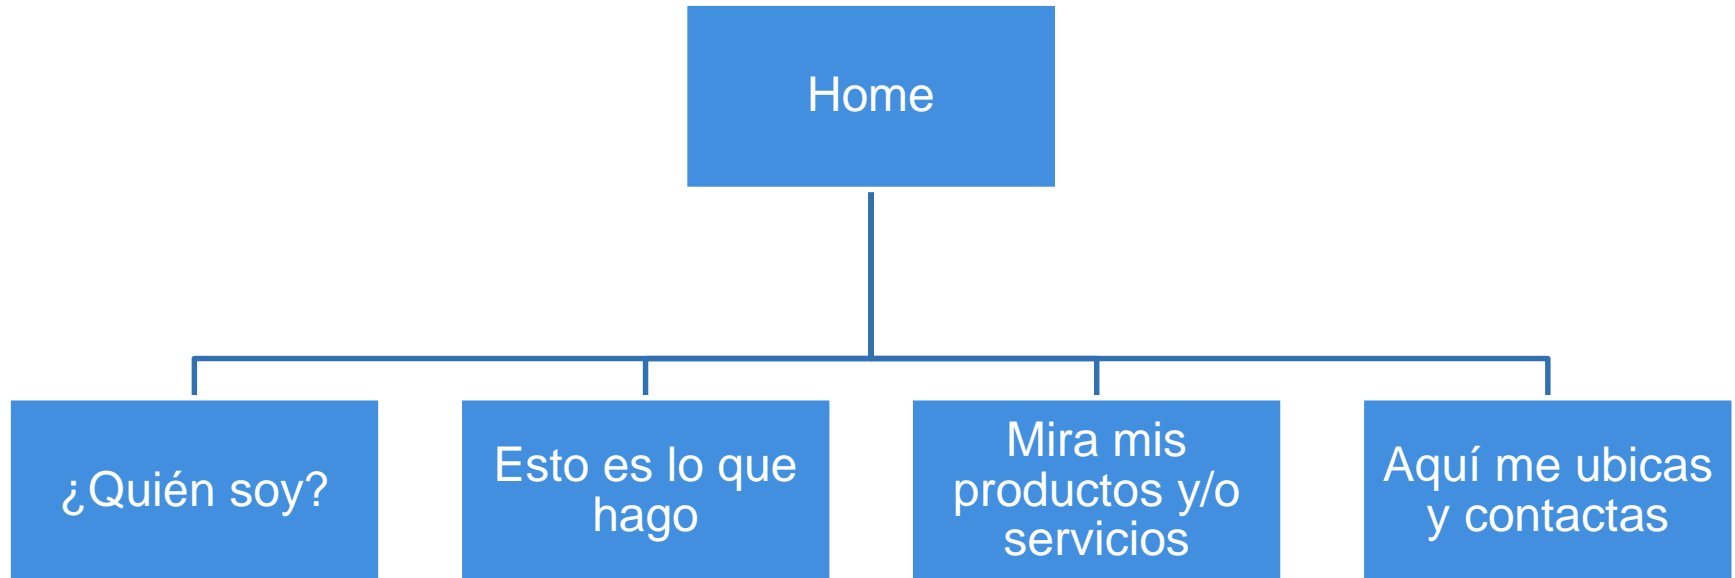 Home
¿Quién soy?
Esto es lo que
hago
Mira mis
productos y/o
servicios
Aquí me ubicas
y contactas